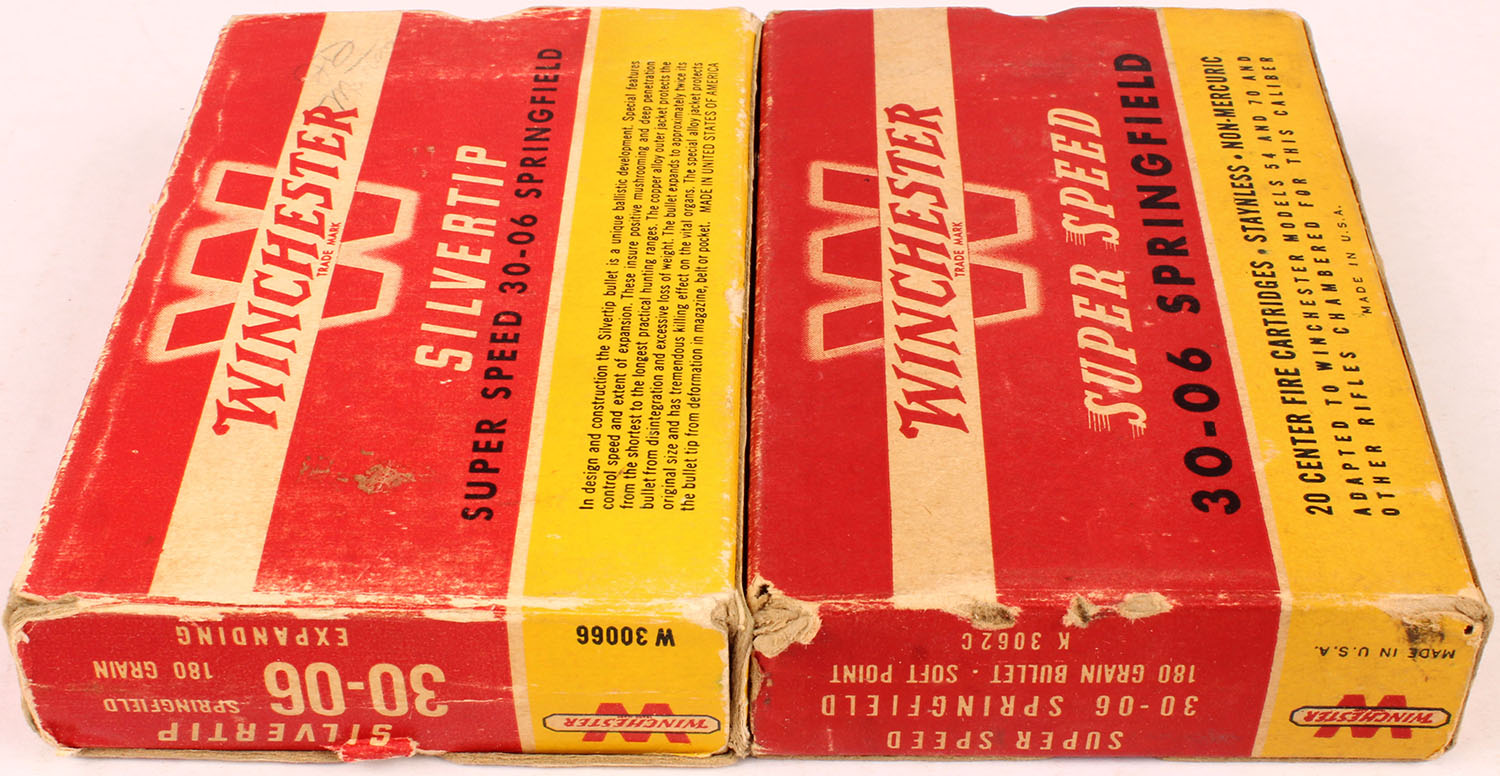 WINCHESTER
TRADE MARK
SILVERTIP
SUPER SPEED 30-06 SPRINGFIELD
In design and construction the Silvertip bullet is a unique ballistic development. Special features
control speed and extent of expansion. These insure positive mushrooming and deep penetration
from the shortest to the longest practical hunting ranges. The copper alloy outer jacket protects the
bullet from disintegration and excessive loss of weight. The bullet expands to approximately twice its
original size and has tremendous killing effect on the vital organs. The special alloy jacket protects
the bullet tip from deformation in magazine, belt or pocket. MADE IN UNITED STATES OF AMERICA
SILVERTIP
30-06
SPRINGFIELD
180 GRAIN
EXPANDING
W
WINCHESTER
W 30066
W
WINCHESTER
TRADE MARK
SUPER SPEED
30-06 SPRINGFIELD
20 CENTER FIRE CARTRIDGES • STAYNLESS • NON-MERCURIC
ADAPTED TO WINCHESTER MODELS 54 AND 70 AND
OTHER RIFLES CHAMBERED FOR THIS CALIBER
MADE IN U.S.A.
SUPER SPEED
30-06 SPRINGFIELD
180 GRAIN BULLET - SOFT POINT
K 3062C
W
WINCHESTER
MADE IN U.S.A.